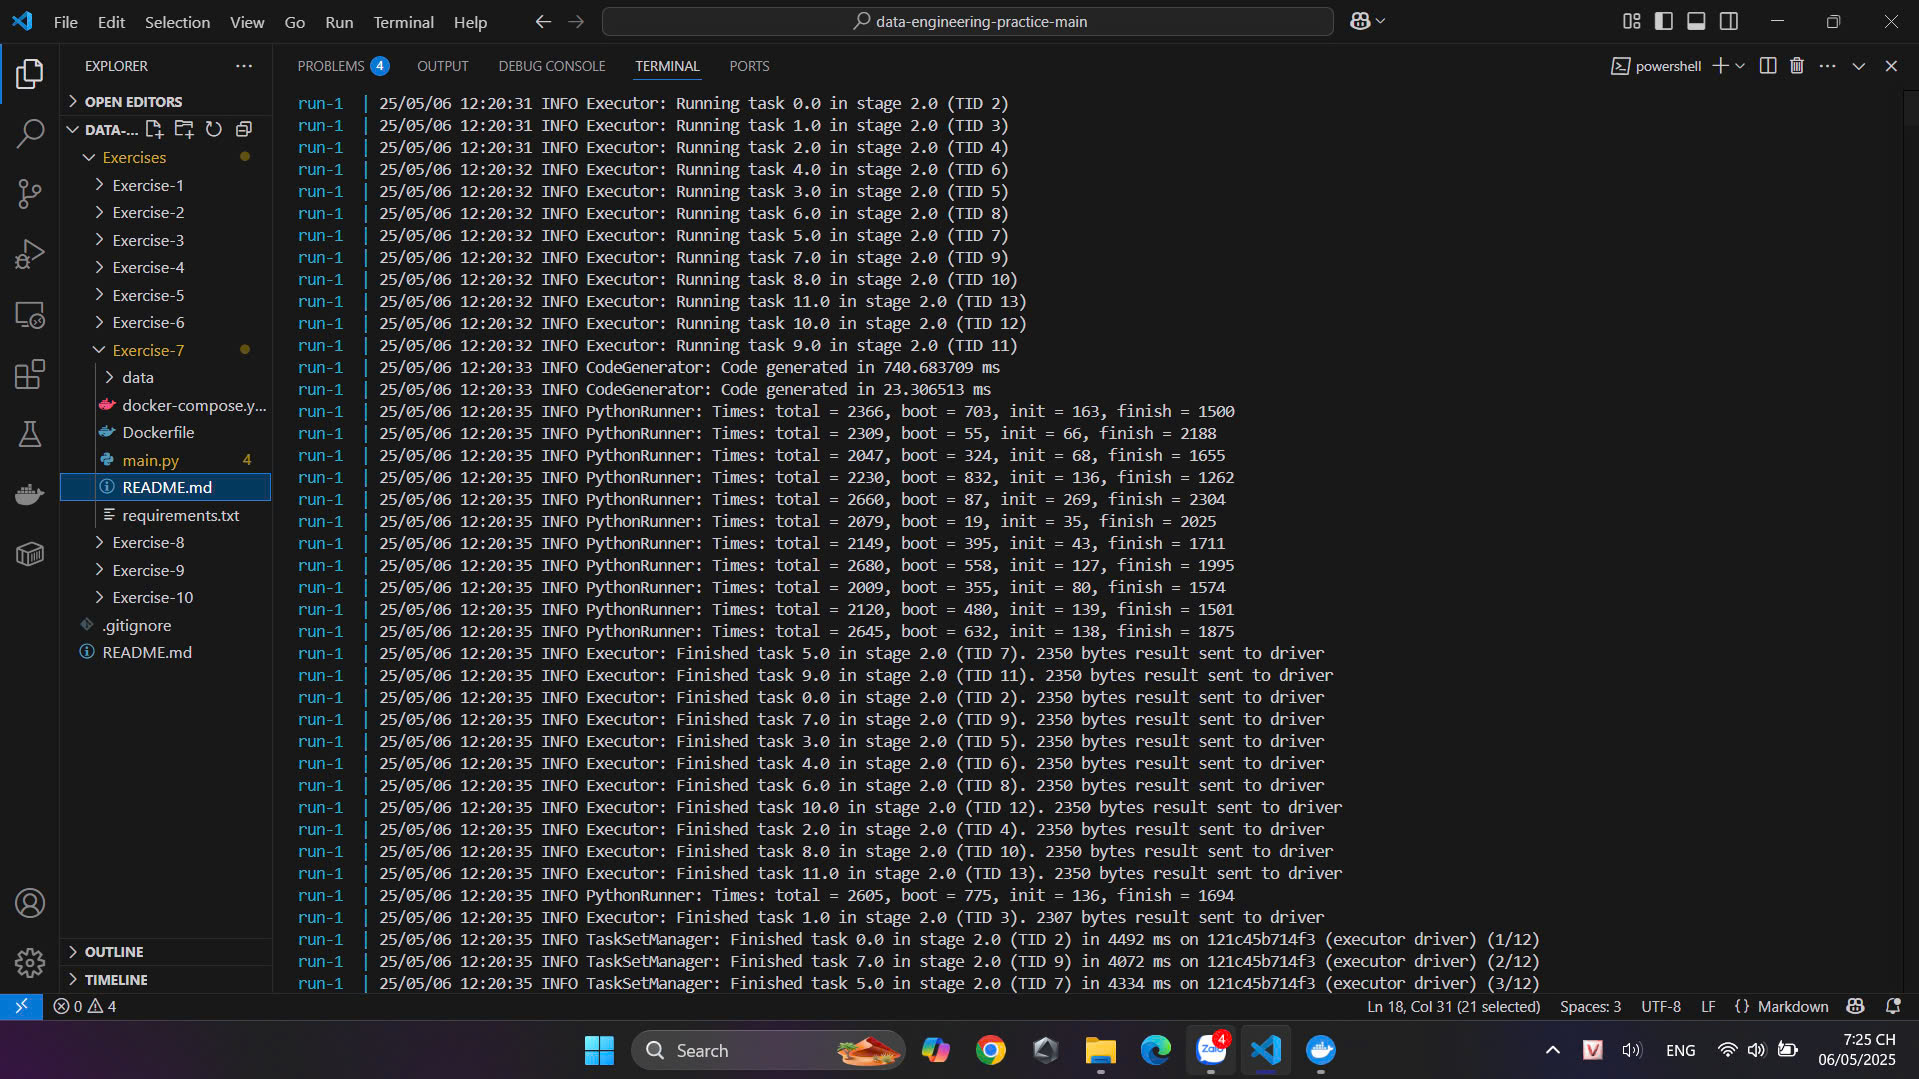 File Edit Selection View Go Run Terminal Help
data-engineering-practice-main
EXPLORER
OPEN EDITORS
DATA-...
Exercises
Exercise-1
Exercise-2
Exercise-3
Exercise-4
Exercise-5
Exercise-6
Exercise-7
data
docker-compose.y...
Dockerfile
main.py 4
README.md
requirements.txt
Exercise-8
Exercise-9
Exercise-10
.gitignore
README.md
OUTLINE
TIMELINE
PROBLEMS 4 OUTPUT DEBUG CONSOLE TERMINAL PORTS
powershell
run-1 | 25/05/06 12:20:31 INFO Executor: Running task 0.0 in stage 2.0 (TID 2)
run-1 | 25/05/06 12:20:31 INFO Executor: Running task 1.0 in stage 2.0 (TID 3)
run-1 | 25/05/06 12:20:31 INFO Executor: Running task 2.0 in stage 2.0 (TID 4)
run-1 | 25/05/06 12:20:32 INFO Executor: Running task 4.0 in stage 2.0 (TID 6)
run-1 | 25/05/06 12:20:32 INFO Executor: Running task 3.0 in stage 2.0 (TID 5)
run-1 | 25/05/06 12:20:32 INFO Executor: Running task 6.0 in stage 2.0 (TID 8)
run-1 | 25/05/06 12:20:32 INFO Executor: Running task 5.0 in stage 2.0 (TID 7)
run-1 | 25/05/06 12:20:32 INFO Executor: Running task 7.0 in stage 2.0 (TID 9)
run-1 | 25/05/06 12:20:32 INFO Executor: Running task 8.0 in stage 2.0 (TID 10)
run-1 | 25/05/06 12:20:32 INFO Executor: Running task 11.0 in stage 2.0 (TID 13)
run-1 | 25/05/06 12:20:32 INFO Executor: Running task 10.0 in stage 2.0 (TID 12)
run-1 | 25/05/06 12:20:32 INFO Executor: Running task 9.0 in stage 2.0 (TID 11)
run-1 | 25/05/06 12:20:33 INFO CodeGenerator: Code generated in 740.683709 ms
run-1 | 25/05/06 12:20:33 INFO CodeGenerator: Code generated in 23.306513 ms
run-1 | 25/05/06 12:20:35 INFO PythonRunner: Times: total = 2366, boot = 703, init = 163, finish = 1500
run-1 | 25/05/06 12:20:35 INFO PythonRunner: Times: total = 2309, boot = 55, init = 66, finish = 2188
run-1 | 25/05/06 12:20:35 INFO PythonRunner: Times: total = 2047, boot = 324, init = 68, finish = 1655
run-1 | 25/05/06 12:20:35 INFO PythonRunner: Times: total = 2230, boot = 832, init = 136, finish = 1262
run-1 | 25/05/06 12:20:35 INFO PythonRunner: Times: total = 2660, boot = 87, init = 269, finish = 2304
run-1 | 25/05/06 12:20:35 INFO PythonRunner: Times: total = 2079, boot = 19, init = 35, finish = 2025
run-1 | 25/05/06 12:20:35 INFO PythonRunner: Times: total = 2149, boot = 395, init = 43, finish = 1711
run-1 | 25/05/06 12:20:35 INFO PythonRunner: Times: total = 2680, boot = 558, init = 127, finish = 1995
run-1 | 25/05/06 12:20:35 INFO PythonRunner: Times: total = 2009, boot = 355, init = 80, finish = 1574
run-1 | 25/05/06 12:20:35 INFO PythonRunner: Times: total = 2120, boot = 480, init = 139, finish = 1501
run-1 | 25/05/06 12:20:35 INFO PythonRunner: Times: total = 2645, boot = 632, init = 138, finish = 1875
run-1 | 25/05/06 12:20:35 INFO Executor: Finished task 5.0 in stage 2.0 (TID 7). 2350 bytes result sent to driver
run-1 | 25/05/06 12:20:35 INFO Executor: Finished task 9.0 in stage 2.0 (TID 11). 2350 bytes result sent to driver
run-1 | 25/05/06 12:20:35 INFO Executor: Finished task 0.0 in stage 2.0 (TID 2). 2350 bytes result sent to driver
run-1 | 25/05/06 12:20:35 INFO Executor: Finished task 7.0 in stage 2.0 (TID 9). 2350 bytes result sent to driver
run-1 | 25/05/06 12:20:35 INFO Executor: Finished task 3.0 in stage 2.0 (TID 5). 2350 bytes result sent to driver
run-1 | 25/05/06 12:20:35 INFO Executor: Finished task 4.0 in stage 2.0 (TID 6). 2350 bytes result sent to driver
run-1 | 25/05/06 12:20:35 INFO Executor: Finished task 6.0 in stage 2.0 (TID 8). 2350 bytes result sent to driver
run-1 | 25/05/06 12:20:35 INFO Executor: Finished task 10.0 in stage 2.0 (TID 12). 2350 bytes result sent to driver
run-1 | 25/05/06 12:20:35 INFO Executor: Finished task 2.0 in stage 2.0 (TID 4). 2350 bytes result sent to driver
run-1 | 25/05/06 12:20:35 INFO Executor: Finished task 8.0 in stage 2.0 (TID 10). 2350 bytes result sent to driver
run-1 | 25/05/06 12:20:35 INFO Executor: Finished task 11.0 in stage 2.0 (TID 13). 2350 bytes result sent to driver
run-1 | 25/05/06 12:20:35 INFO PythonRunner: Times: total = 2605, boot = 775, init = 136, finish = 1694
run-1 | 25/05/06 12:20:35 INFO Executor: Finished task 1.0 in stage 2.0 (TID 3). 2307 bytes result sent to driver
run-1 | 25/05/06 12:20:35 INFO TaskSetManager: Finished task 0.0 in stage 2.0 (TID 2) in 4492 ms on 121c45b714f3 (executor driver) (1/12)
run-1 | 25/05/06 12:20:35 INFO TaskSetManager: Finished task 7.0 in stage 2.0 (TID 9) in 4072 ms on 121c45b714f3 (executor driver) (2/12)
run-1 | 25/05/06 12:20:35 INFO TaskSetManager: Finished task 5.0 in stage 2.0 (TID 7) in 4334 ms on 121c45b714f3 (executor driver) (3/12)
0 4
Ln 18, Col 31 (21 selected) Spaces: 3 UTF-8 LF {} Markdown
Search
Zalo 4
V
ENG
7:25 CH
06/05/2025